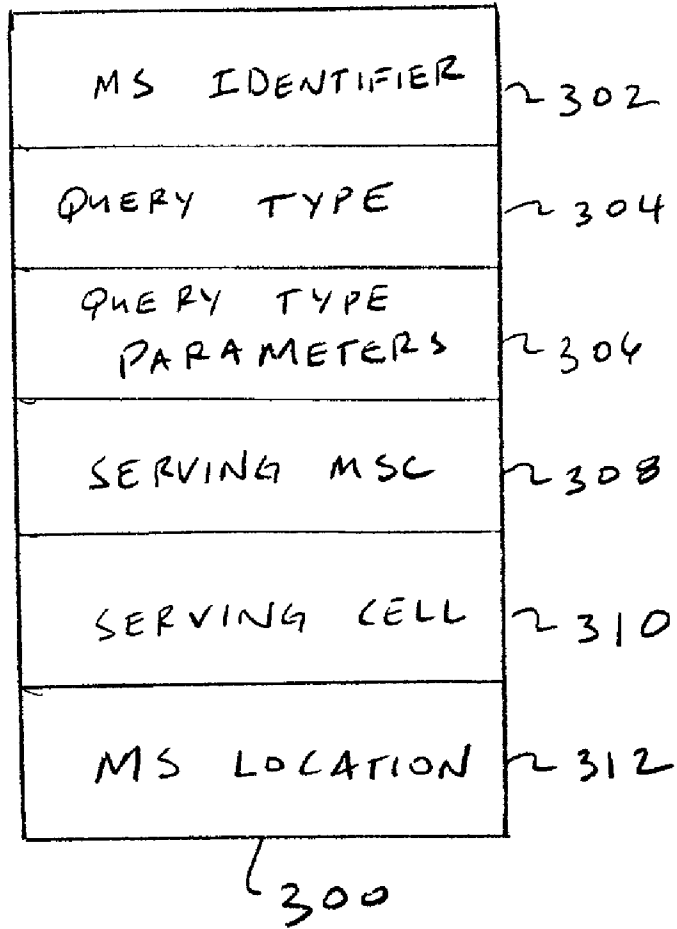 MS IDENTIFIER
302
QUERY TYPE
304
QUERY TYPE
PARAMETERS
306
SERVING MSC
308
SERVING CELL
310
MS LOCATION
312
300